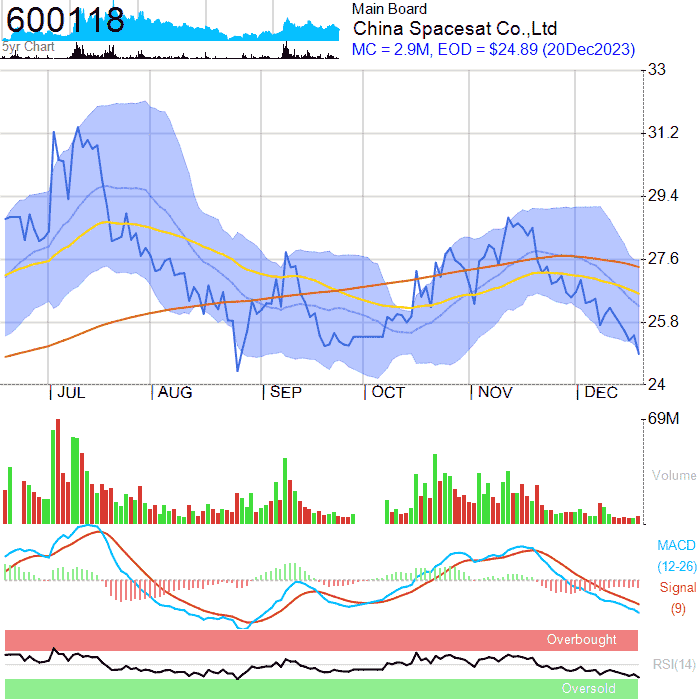 600118
5yr Chart
Main Board
China Spacesat Co.,Ltd
MC = 2.9M, EOD = $24.89 (20Dec2023)
33
31.2
29.4
27.6
25.8
24
JUL AUG SEP OCT NOV DEC
69M
Volume
MACD
(12-26)
Signal
(9)
Overbought
RSI(14)
Oversold